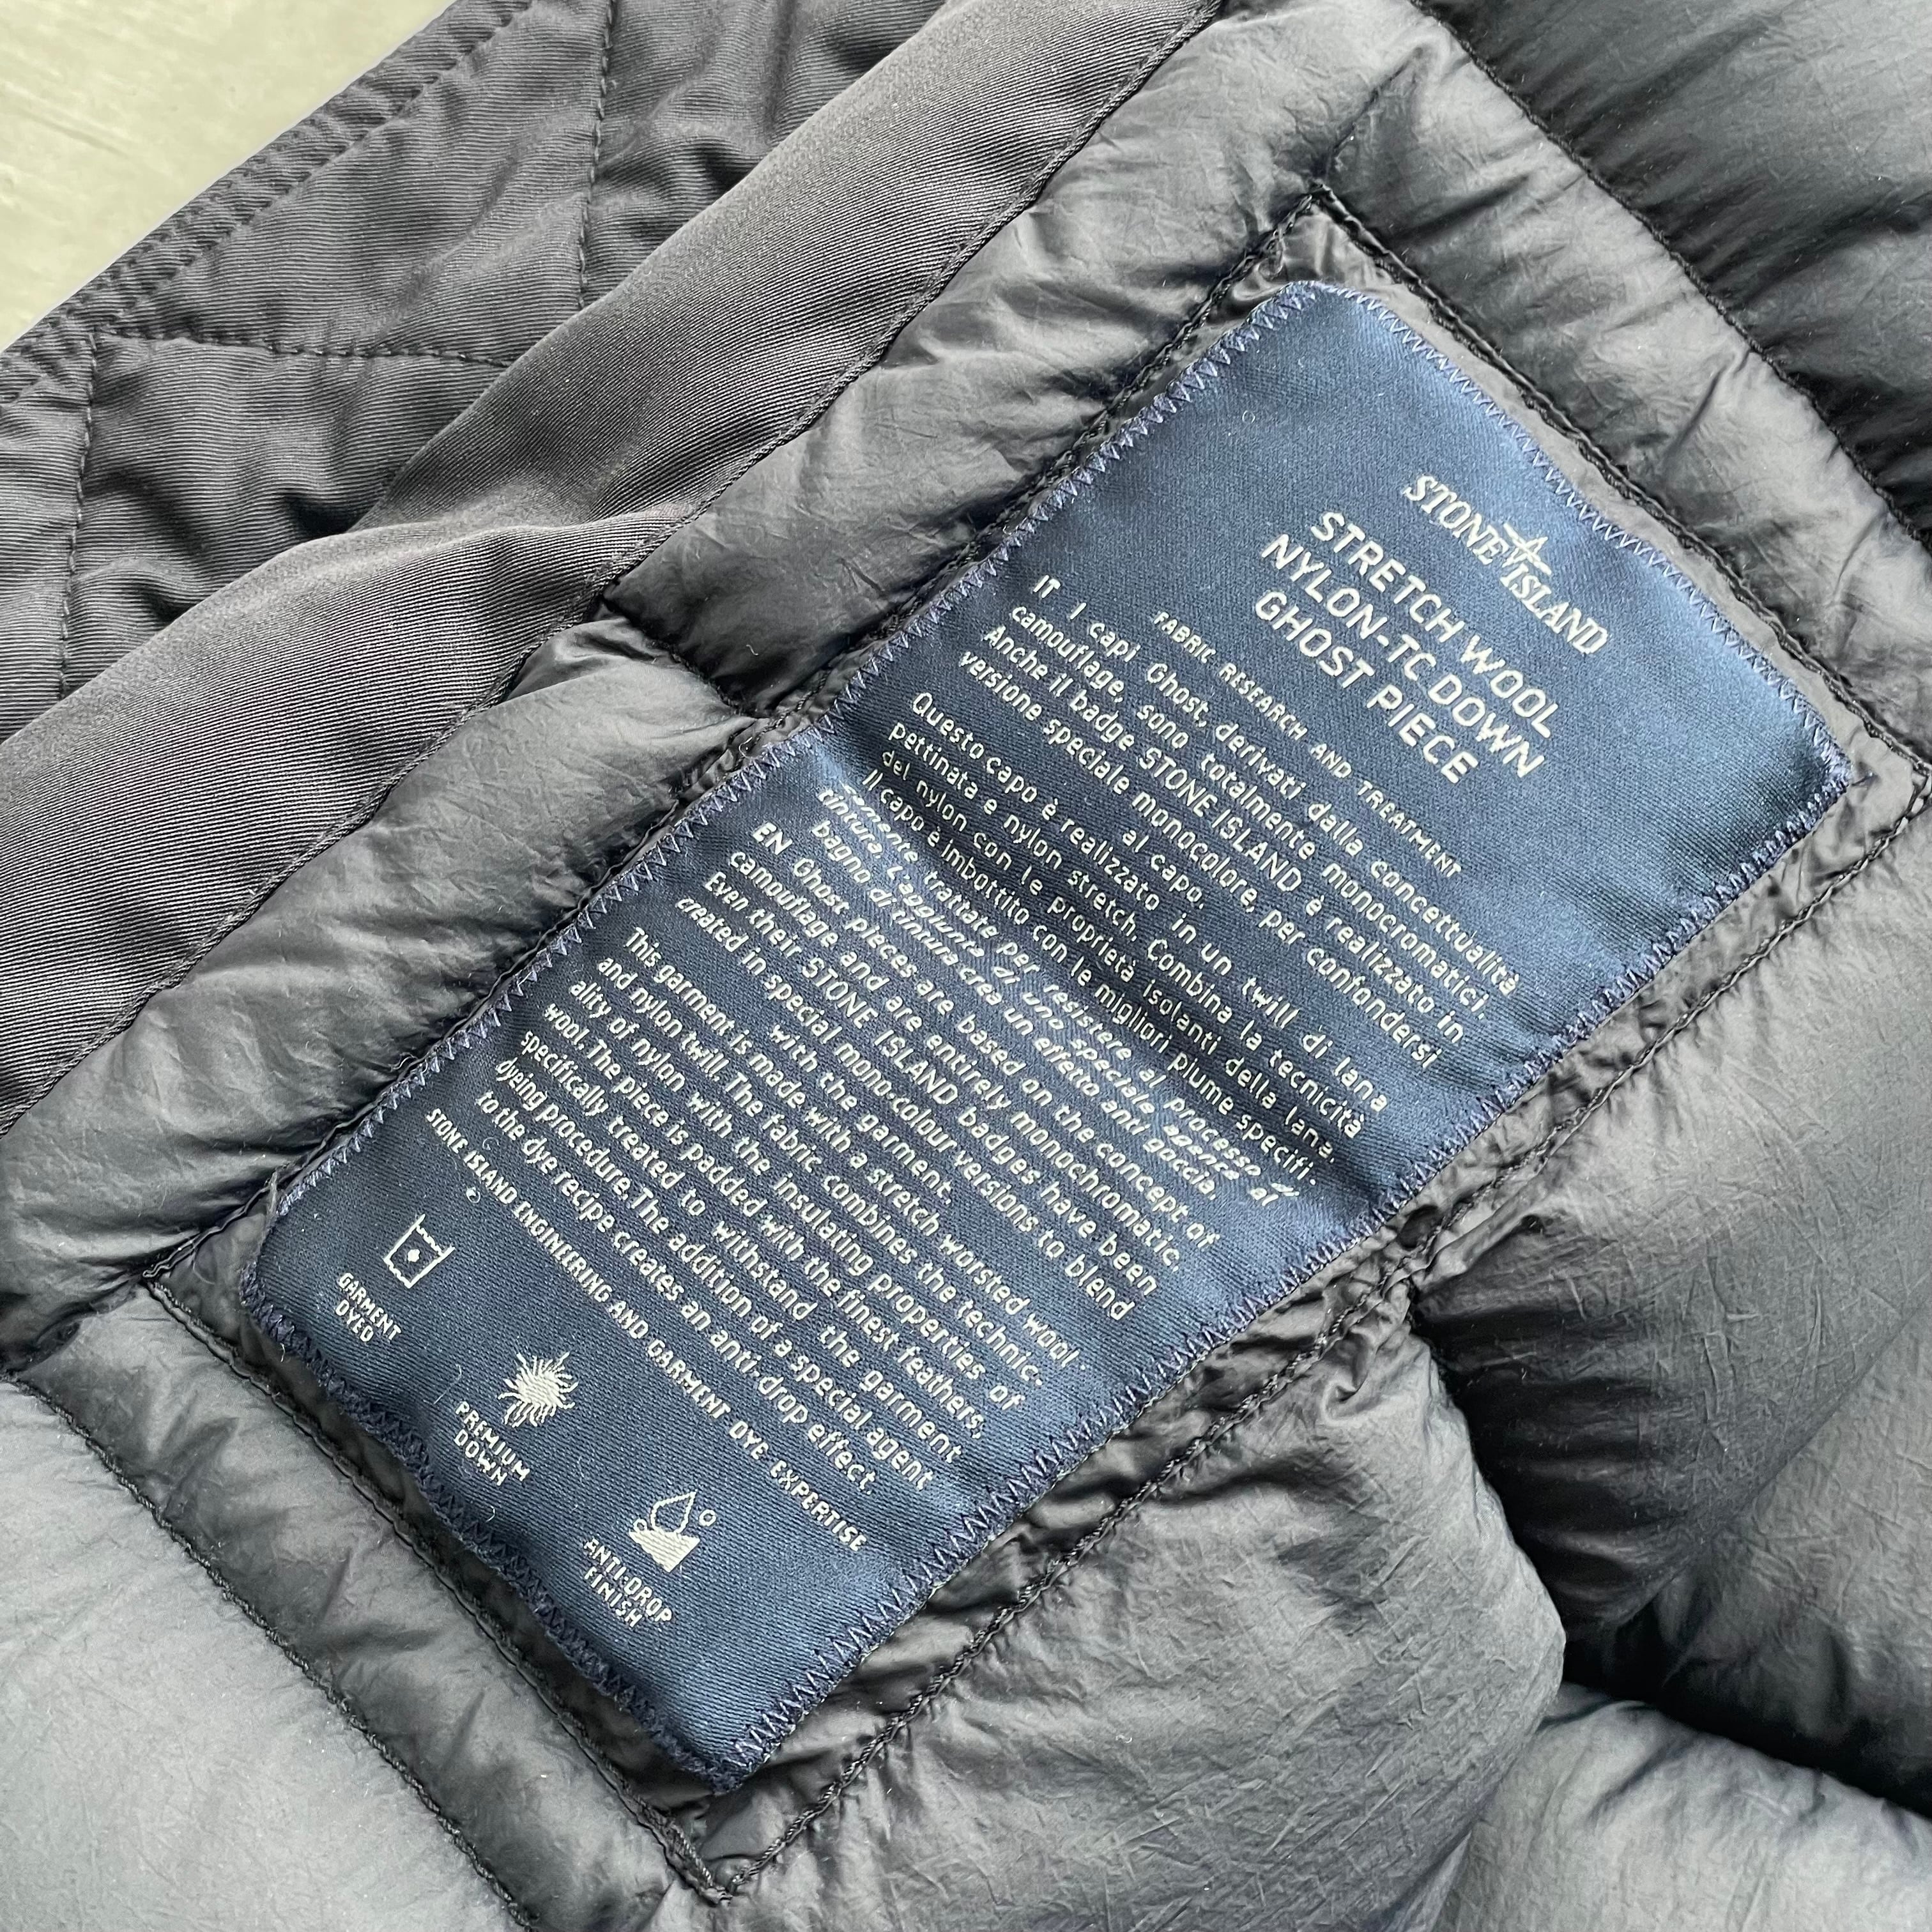 STONE ISLAND
STRETCH WOOL
NYLON-TC DOWN
GHOST PIECE
FABRIC RESEARCH AND TREATMENT
IT I capi Ghost, derivati dalla concettualità
camouflage, sono totalmente monocromatici.
Anche il badge STONE ISLAND è realizzato in
versione speciale monocolore, per confondersi
al capo.
Questo capo è realizzato in un twill di lana
pettinata e nylon stretch. Combina la tecnicità
del nylon con le proprietà isolanti della lana.
Il capo è imbottito con le migliori piume specifi-
camente trattate per resistere al processo di
tintura. L'aggiunta di uno speciale agente al
bagno di tintura crea un effetto anti goccia.
EN Ghost pieces are based on the concept of
camouflage and are entirely monochromatic.
Even their STONE ISLAND badges have been
created in special mono-colour versions to blend
with the garment.
This garment is made with a stretch worsted wool
and nylon twill. The fabric combines the technic-
ality of nylon with the insulating properties of
wool. The piece is padded with the finest feathers,
specifically treated to withstand the garment
dyeing procedure. The addition of a special agent
to the dye recipe creates an anti-drop effect.
STONE ISLAND ENGINEERING AND GARMENT DYE EXPERTISE
GARMENT
DYED
PREMIUM
DOWN
ANTI-DROP
FINISH